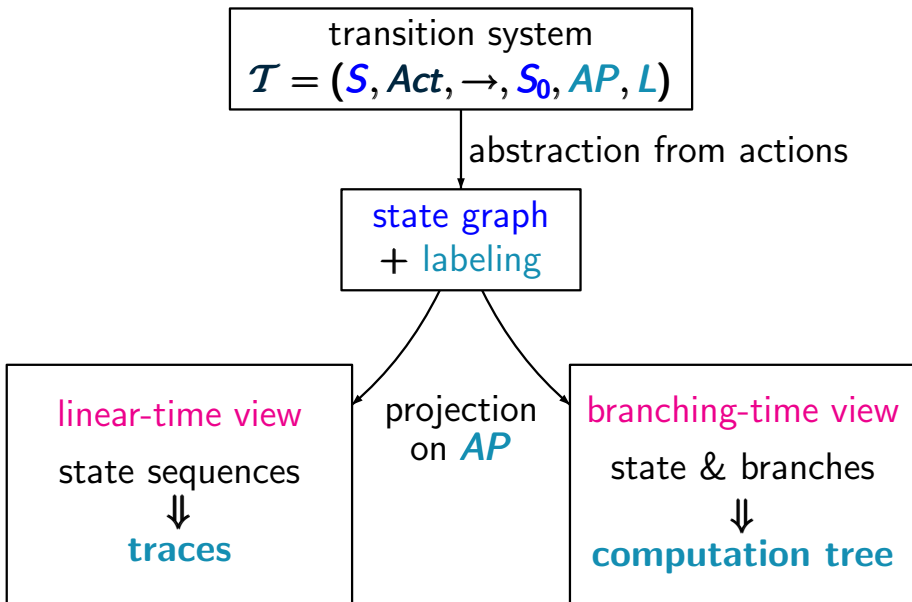 transition system
𝒯 = (S, Act, →, S₀, AP, L)
abstraction from actions
state graph
+ labeling
linear-time view
state sequences
⇓
traces
projection
on AP
branching-time view
state & branches
⇓
computation tree